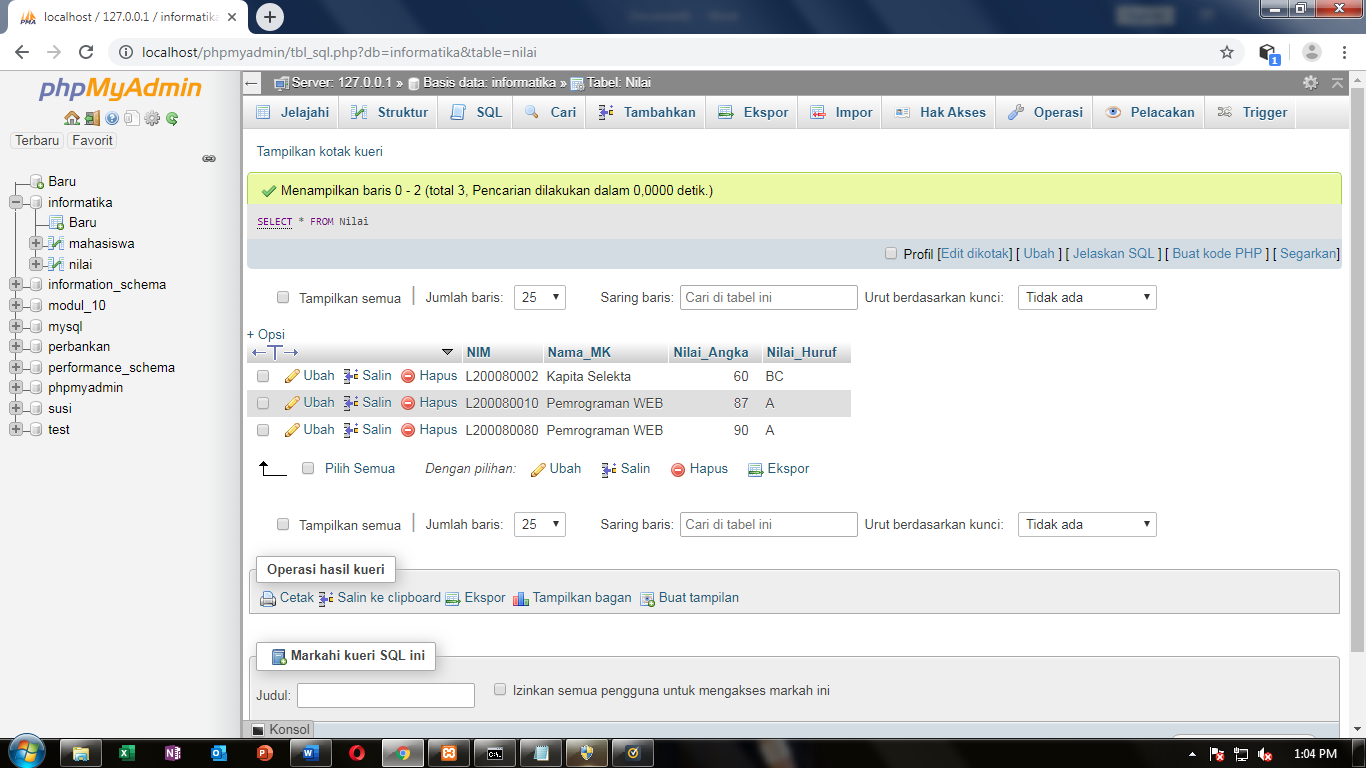 localhost / 127.0.0.1 / informatika
localhost/phpmyadmin/tbl_sql.php?db=informatika&table=nilai
1
phpMyAdmin
Terbaru Favorit
Baru
informatika
Baru
mahasiswa
nilai
information_schema
modul_10
mysql
perbankan
performance_schema
phpmyadmin
susi
test
Server: 127.0.0.1 » Basis data: informatika » Tabel: Nilai
Jelajahi Struktur SQL Cari Tambahkan Ekspor Impor Hak Akses Operasi Pelacakan Trigger
Tampilkan kotak kueri
Menampilkan baris 0 - 2 (total 3, Pencarian dilakukan dalam 0,0000 detik.)
SELECT * FROM Nilai
Profil [Edit dikotak] [ Ubah ] [ Jelaskan SQL ] [ Buat kode PHP ] [ Segarkan]
Tampilkan semua | Jumlah baris: 25 Saring baris: Cari di tabel ini Urut berdasarkan kunci: Tidak ada
+ Opsi
←T→ NIM Nama_MK Nilai_Angka Nilai_Huruf
Ubah Salin Hapus L200080002 Kapita Selekta 60 BC
Ubah Salin Hapus L200080010 Pemrograman WEB 87 A
Ubah Salin Hapus L200080080 Pemrograman WEB 90 A
Pilih Semua Dengan pilihan: Ubah Salin Hapus Ekspor
Tampilkan semua | Jumlah baris: 25 Saring baris: Cari di tabel ini Urut berdasarkan kunci: Tidak ada
Operasi hasil kueri
Cetak Salin ke clipboard Ekspor Tampilkan bagan Buat tampilan
Markahi kueri SQL ini
Judul: Izinkan semua pengguna untuk mengakses markah ini
Konsol
1:04 PM